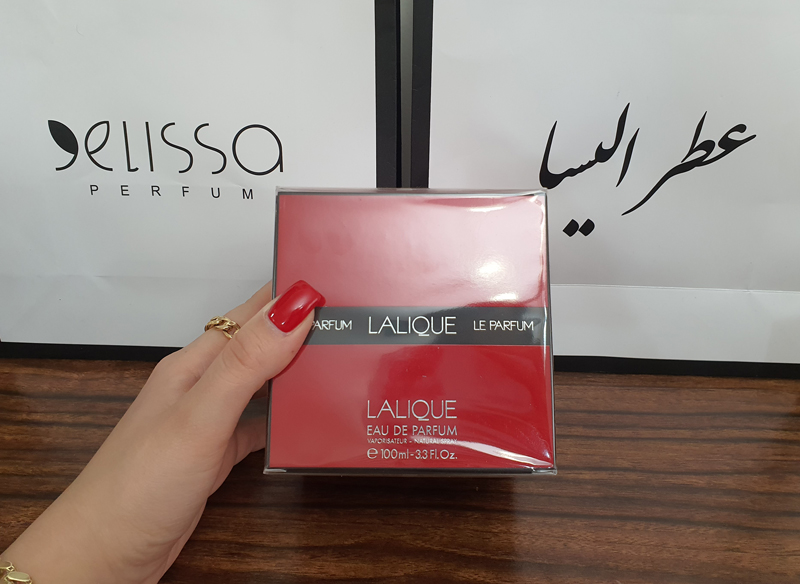 elissa
PERFUM
عطر الیسا
PARFUM LALIQUE LE PARFUM
LALIQUE
EAU DE PARFUM
VAPORISATEUR - NATURAL SPRAY
e 100ml - 3.3 Fl. Oz.